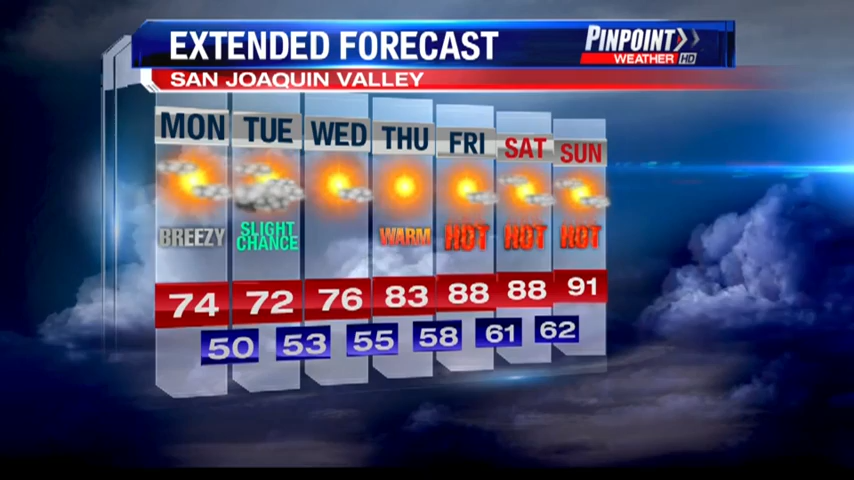 EXTENDED FORECAST
PINPOINT
WEATHER HD
SAN JOAQUIN VALLEY
MON TUE WED THU FRI SAT SUN
BREEZY SLIGHT CHANCE WARM HOT HOT HOT
74 72 76 83 88 88 91
50 53 55 58 61 62